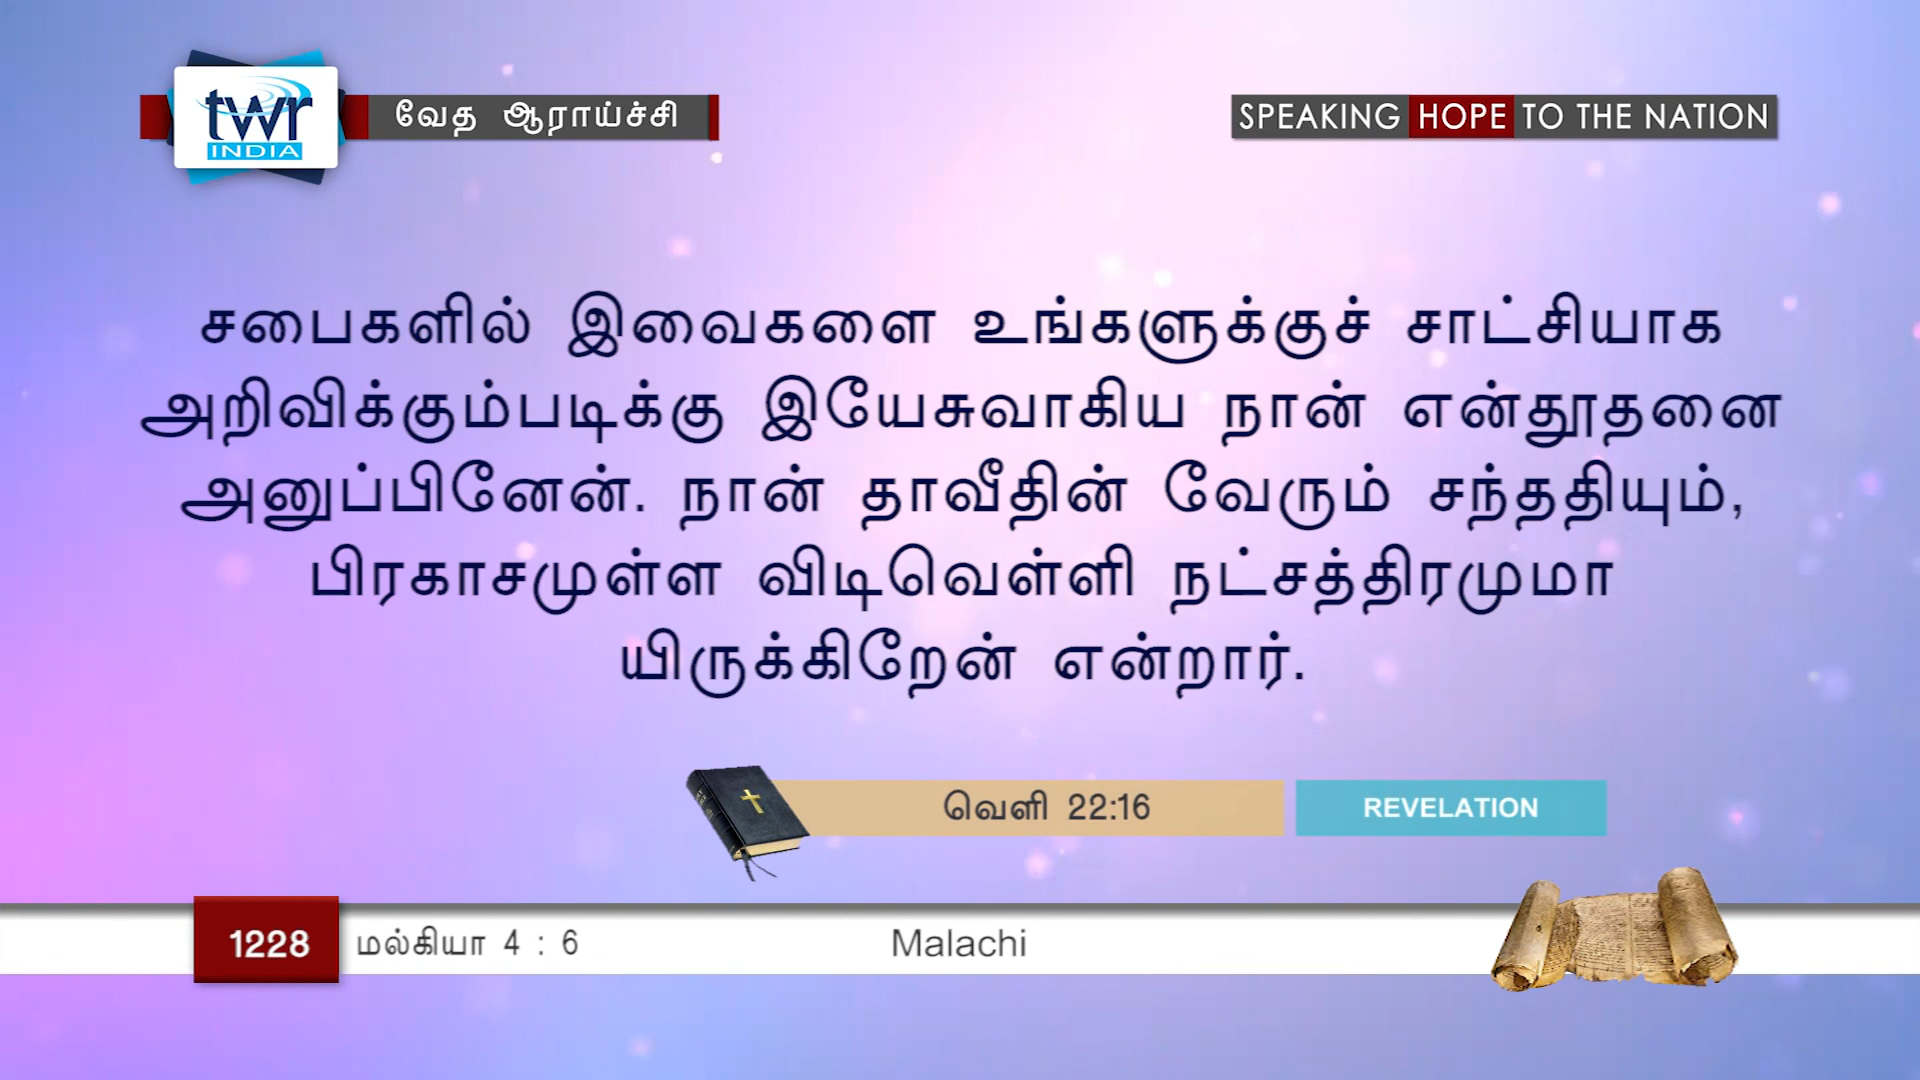 twr
INDIA
வேத ஆராய்ச்சி
SPEAKING HOPE TO THE NATION
சபைகளில் இவைகளை உங்களுக்குச் சாட்சியாக
அறிவிக்கும்படிக்கு இயேசுவாகிய நான் என்தூதனை
அனுப்பினேன். நான் தாவீதின் வேரும் சந்ததியும்,
பிரகாசமுள்ள விடிவெள்ளி நட்சத்திரமுமா
யிருக்கிறேன் என்றார்.
வெளி 22:16
REVELATION
1228 மல்கியா 4 : 6 Malachi